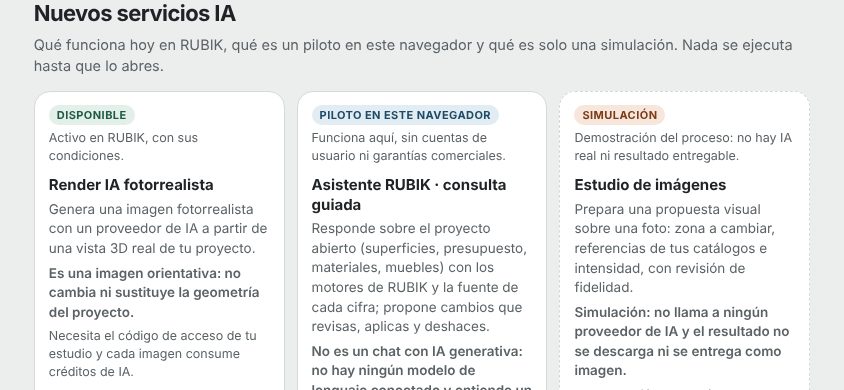 Nuevos servicios IA
Qué funciona hoy en RUBIK, qué es un piloto en este navegador y qué es solo una simulación. Nada se ejecuta
hasta que lo abres.
DISPONIBLE
Activo en RUBIK, con sus
condiciones.
Render IA fotorrealista
Genera una imagen fotorrealista
con un proveedor de IA a partir de
una vista 3D real de tu proyecto.
Es una imagen orientativa: no
cambia ni sustituye la geometría
del proyecto.
Necesita el código de acceso de tu
estudio y cada imagen consume
créditos de IA.
PILOTO EN ESTE NAVEGADOR
Funciona aquí, sin cuentas de
usuario ni garantías comerciales.
Asistente RUBIK · consulta
guiada
Responde sobre el proyecto
abierto (superficies, presupuesto,
materiales, muebles) con los
motores de RUBIK y la fuente de
cada cifra; propone cambios que
revisas, aplicas y deshaces.
No es un chat con IA generativa:
no hay ningún modelo de
lenguaje conectado y entiende un
SIMULACIÓN
Demostración del proceso: no hay IA
real ni resultado entregable.
Estudio de imágenes
Prepara una propuesta visual
sobre una foto: zona a cambiar,
referencias de tus catálogos e
intensidad, con revisión de
fidelidad.
Simulación: no llama a ningún
proveedor de IA y el resultado no
se descarga ni se entrega como
imagen.